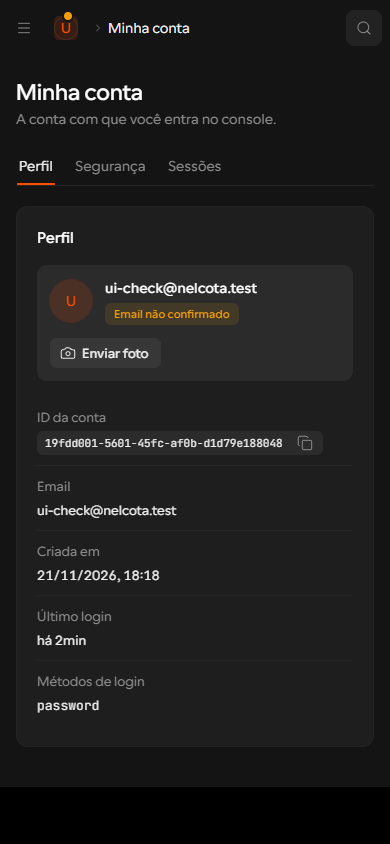 U
Minha conta
Minha conta
A conta com que você entra no console.
Perfil
Segurança
Sessões
Perfil
U
ui-check@nelcota.test
Email não confirmado
Enviar foto
ID da conta
19fdd001-5601-45fc-af0b-d1d79e188048
Email
ui-check@nelcota.test
Criada em
21/11/2026, 18:18
Último login
há 2min
Métodos de login
password